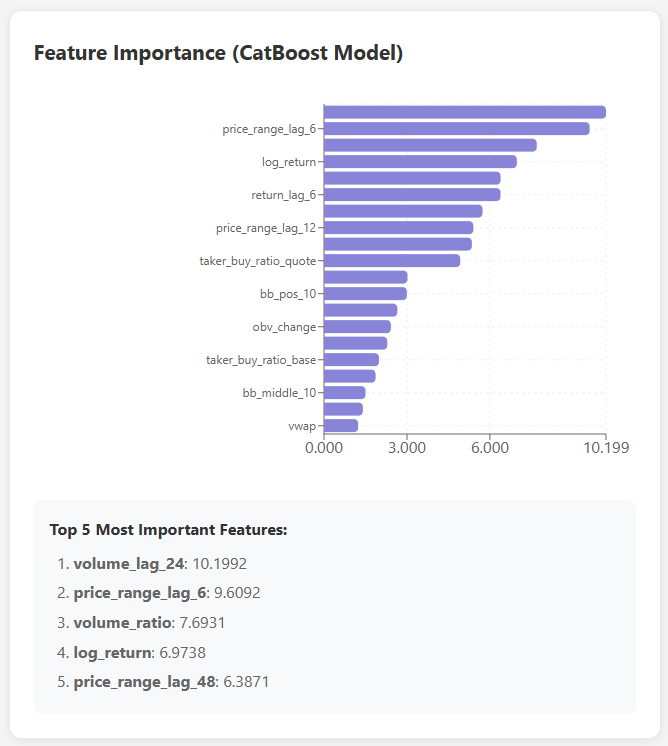 Feature Importance (CatBoost Model)
price_range_lag_6
log_return
return_lag_6
price_range_lag_12
taker_buy_ratio_quote
bb_pos_10
obv_change
taker_buy_ratio_base
bb_middle_10
vwap
0.000 3.000 6.000 10.199
Top 5 Most Important Features:
1. volume_lag_24: 10.1992
2. price_range_lag_6: 9.6092
3. volume_ratio: 7.6931
4. log_return: 6.9738
5. price_range_lag_48: 6.3871